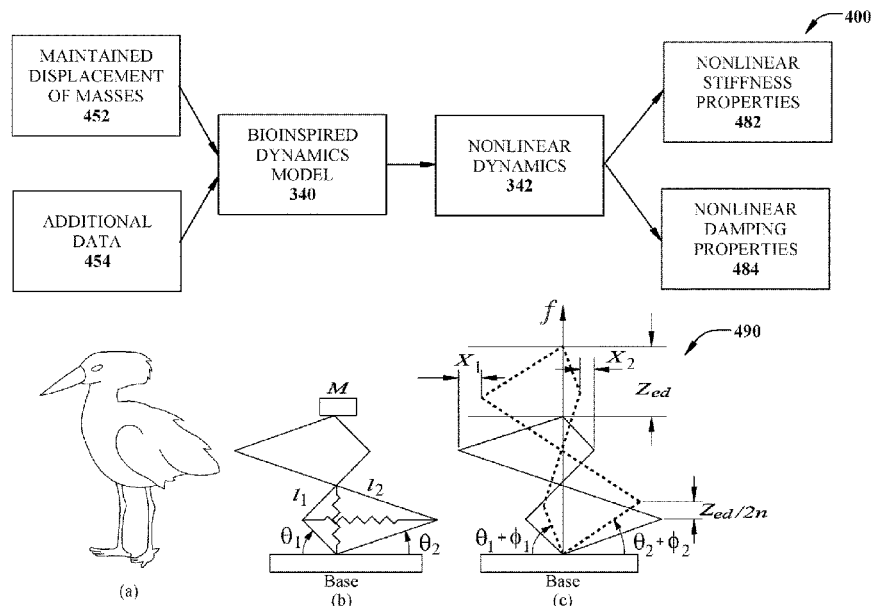 400
MAINTAINED
DISPLACEMENT
OF MASSES
452
ADDITIONAL
DATA
454
BIOINSPIRED
DYNAMICS
MODEL
340
NONLINEAR
DYNAMICS
342
NONLINEAR
STIFFNESS
PROPERTIES
482
NONLINEAR
DAMPING
PROPERTIES
484
490
(a)
M
l₁
l₂
θ₁
θ₂
Base
(b)
f
X₁
X₂
Zed
Zed/2n
θ₁+ϕ₁
θ₂+ϕ₂
Base
(c)